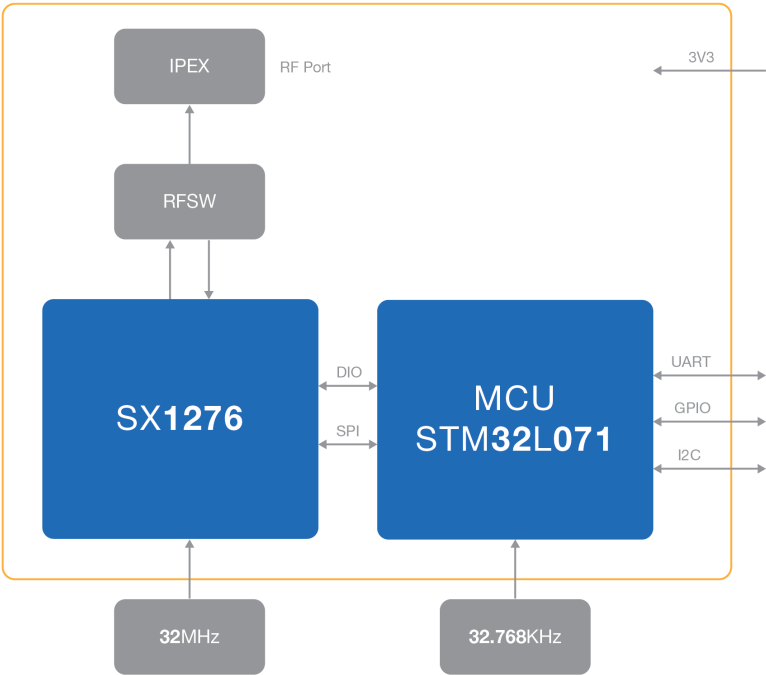 IPEX
RF Port
3V3
RFSW
SX1276
DIO
SPI
MCU
STM32L071
UART
GPIO
I2C
32MHz
32.768KHz